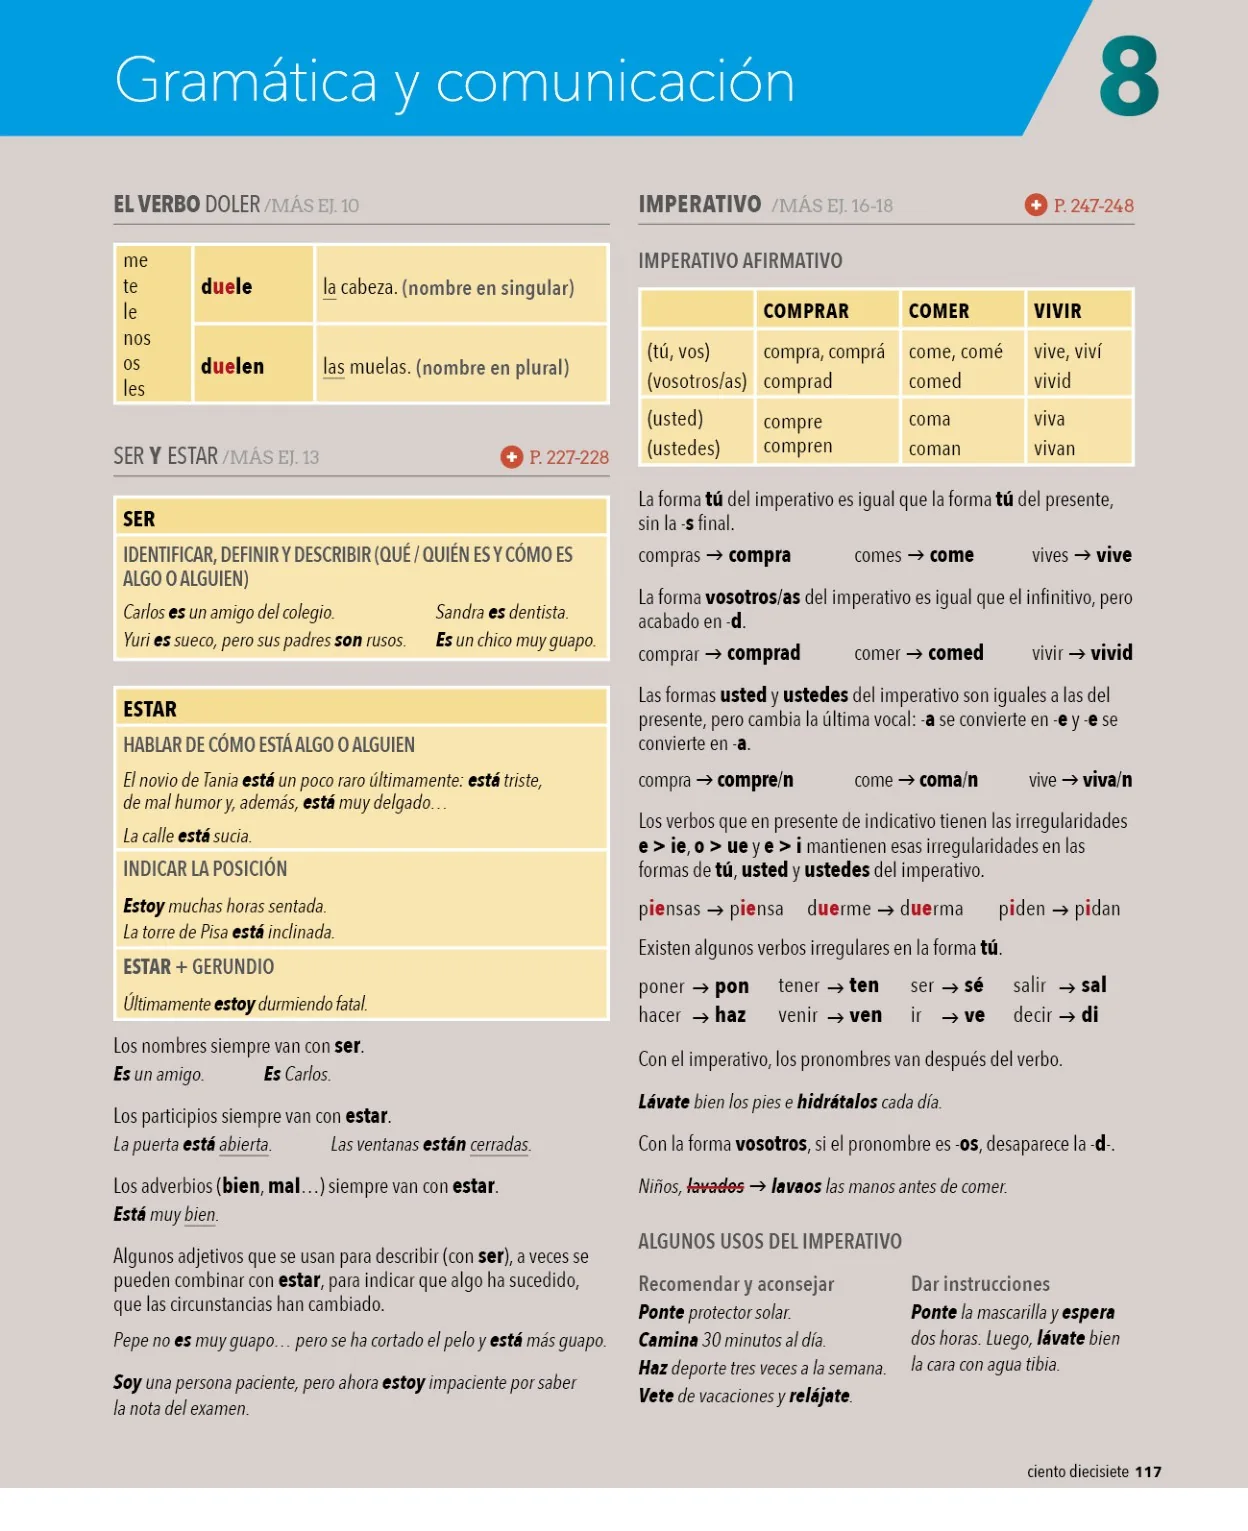 Gramática y comunicación
8
EL VERBO DOLER /MÁS EJ. 10
me
te
le
nos
os
les
duele
la cabeza. (nombre en singular)
duelen
las muelas. (nombre en plural)
SER Y ESTAR /MÁS EJ. 13
P. 227-228
SER
IDENTIFICAR, DEFINIR Y DESCRIBIR (QUÉ / QUIÉN ES Y CÓMO ES
ALGO O ALGUIEN)
Carlos es un amigo del colegio. Sandra es dentista.
Yuri es sueco, pero sus padres son rusos. Es un chico muy guapo.
ESTAR
HABLAR DE CÓMO ESTÁ ALGO O ALGUIEN
El novio de Tania está un poco raro últimamente: está triste,
de mal humor y, además, está muy delgado…
La calle está sucia.
INDICAR LA POSICIÓN
Estoy muchas horas sentada.
La torre de Pisa está inclinada.
ESTAR + GERUNDIO
Últimamente estoy durmiendo fatal.
Los nombres siempre van con ser.
Es un amigo. Es Carlos.
Los participios siempre van con estar.
La puerta está abierta. Las ventanas están cerradas.
Los adverbios (bien, mal…) siempre van con estar.
Está muy bien.
Algunos adjetivos que se usan para describir (con ser), a veces se
pueden combinar con estar, para indicar que algo ha sucedido,
que las circunstancias han cambiado.
Pepe no es muy guapo… pero se ha cortado el pelo y está más guapo.
Soy una persona paciente, pero ahora estoy impaciente por saber
la nota del examen.
IMPERATIVO /MÁS EJ. 16-18
P. 247-248
IMPERATIVO AFIRMATIVO
COMPRAR COMER VIVIR
(tú, vos) compra, comprá come, comé vive, viví
(vosotros/as) comprad comed vivid
(usted) compre coma viva
(ustedes) compren coman vivan
La forma tú del imperativo es igual que la forma tú del presente,
sin la -s final.
compras → compra comes → come vives → vive
La forma vosotros/as del imperativo es igual que el infinitivo, pero
acabado en -d.
comprar → comprad comer → comed vivir → vivid
Las formas usted y ustedes del imperativo son iguales a las del
presente, pero cambia la última vocal: -a se convierte en -e y -e se
convierte en -a.
compra → compre/n come → coma/n vive → viva/n
Los verbos que en presente de indicativo tienen las irregularidades
e > ie, o > ue y e > i mantienen esas irregularidades en las
formas de tú, usted y ustedes del imperativo.
piensas → piensa duerme → duerma piden → pidan
Existen algunos verbos irregulares en la forma tú.
poner → pon tener → ten ser → sé salir → sal
hacer → haz venir → ven ir → ve decir → di
Con el imperativo, los pronombres van después del verbo.
Lávate bien los pies e hidrátalos cada día.
Con la forma vosotros, si el pronombre es -os, desaparece la -d-.
Niños, lavados → lavaos las manos antes de comer.
ALGUNOS USOS DEL IMPERATIVO
Recomendar y aconsejar
Ponte protector solar.
Camina 30 minutos al día.
Haz deporte tres veces a la semana.
Vete de vacaciones y relájate.
Dar instrucciones
Ponte la mascarilla y espera
dos horas. Luego, lávate bien
la cara con agua tibia.
ciento diecisiete 117